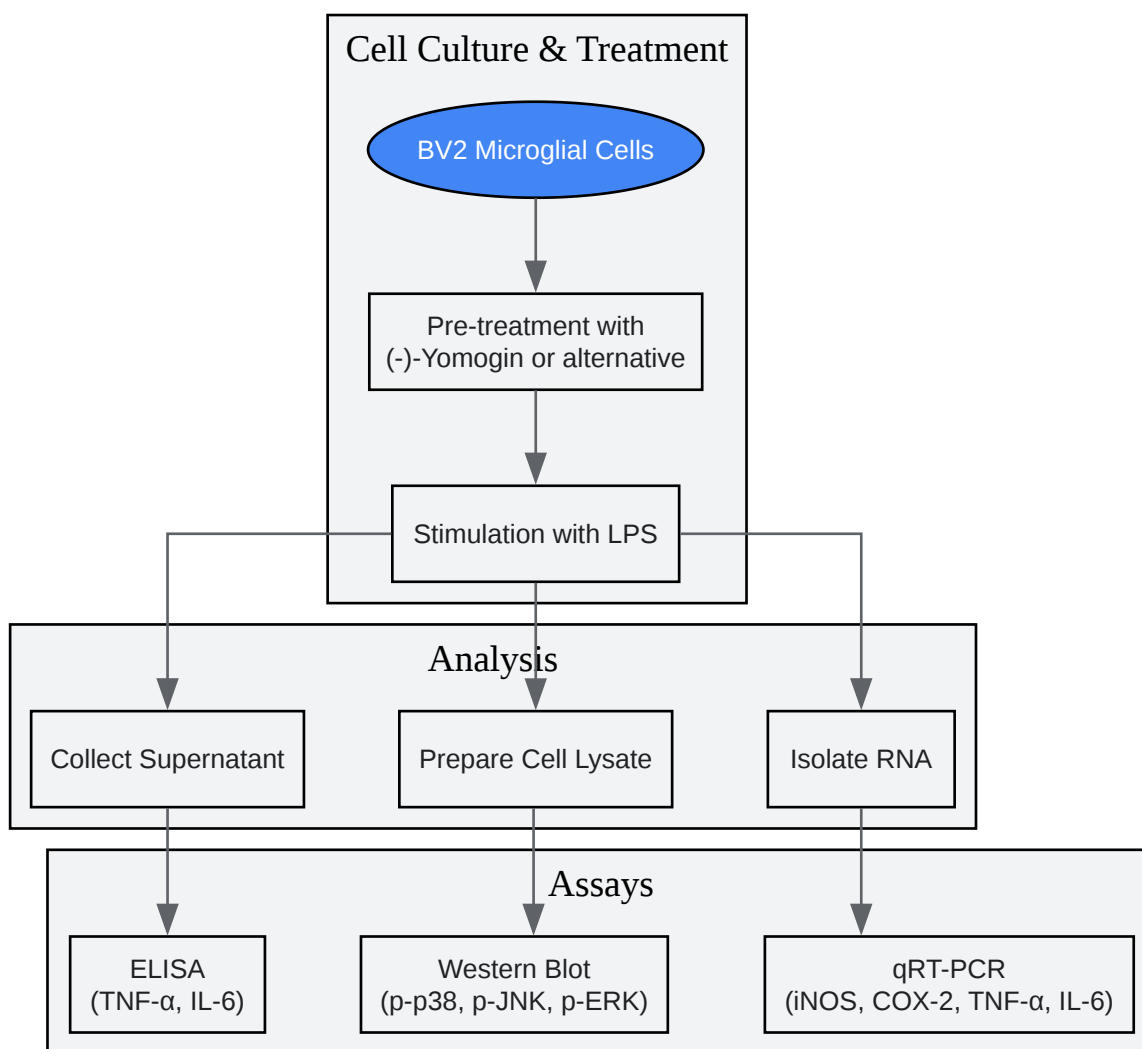 Cell Culture & Treatment
BV2 Microglial Cells
Pre-treatment with
(-)-Yomogin or alternative
Stimulation with LPS
Analysis
Collect Supernatant
Prepare Cell Lysate
Isolate RNA
Assays
ELISA
(TNF-α, IL-6)
Western Blot
(p-p38, p-JNK, p-ERK)
qRT-PCR
(iNOS, COX-2, TNF-α, IL-6)